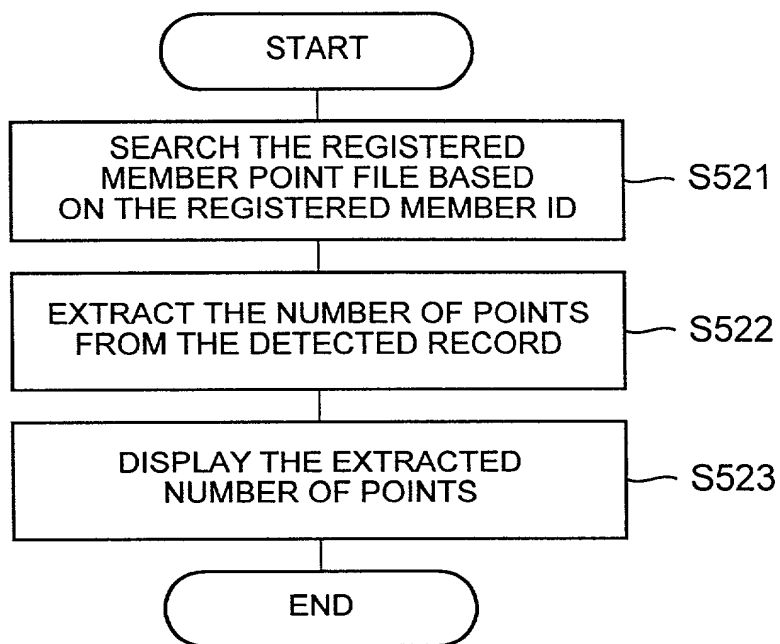 START
SEARCH THE REGISTERED
MEMBER POINT FILE BASED
ON THE REGISTERED MEMBER ID
S521
EXTRACT THE NUMBER OF POINTS
FROM THE DETECTED RECORD
S522
DISPLAY THE EXTRACTED
NUMBER OF POINTS
S523
END